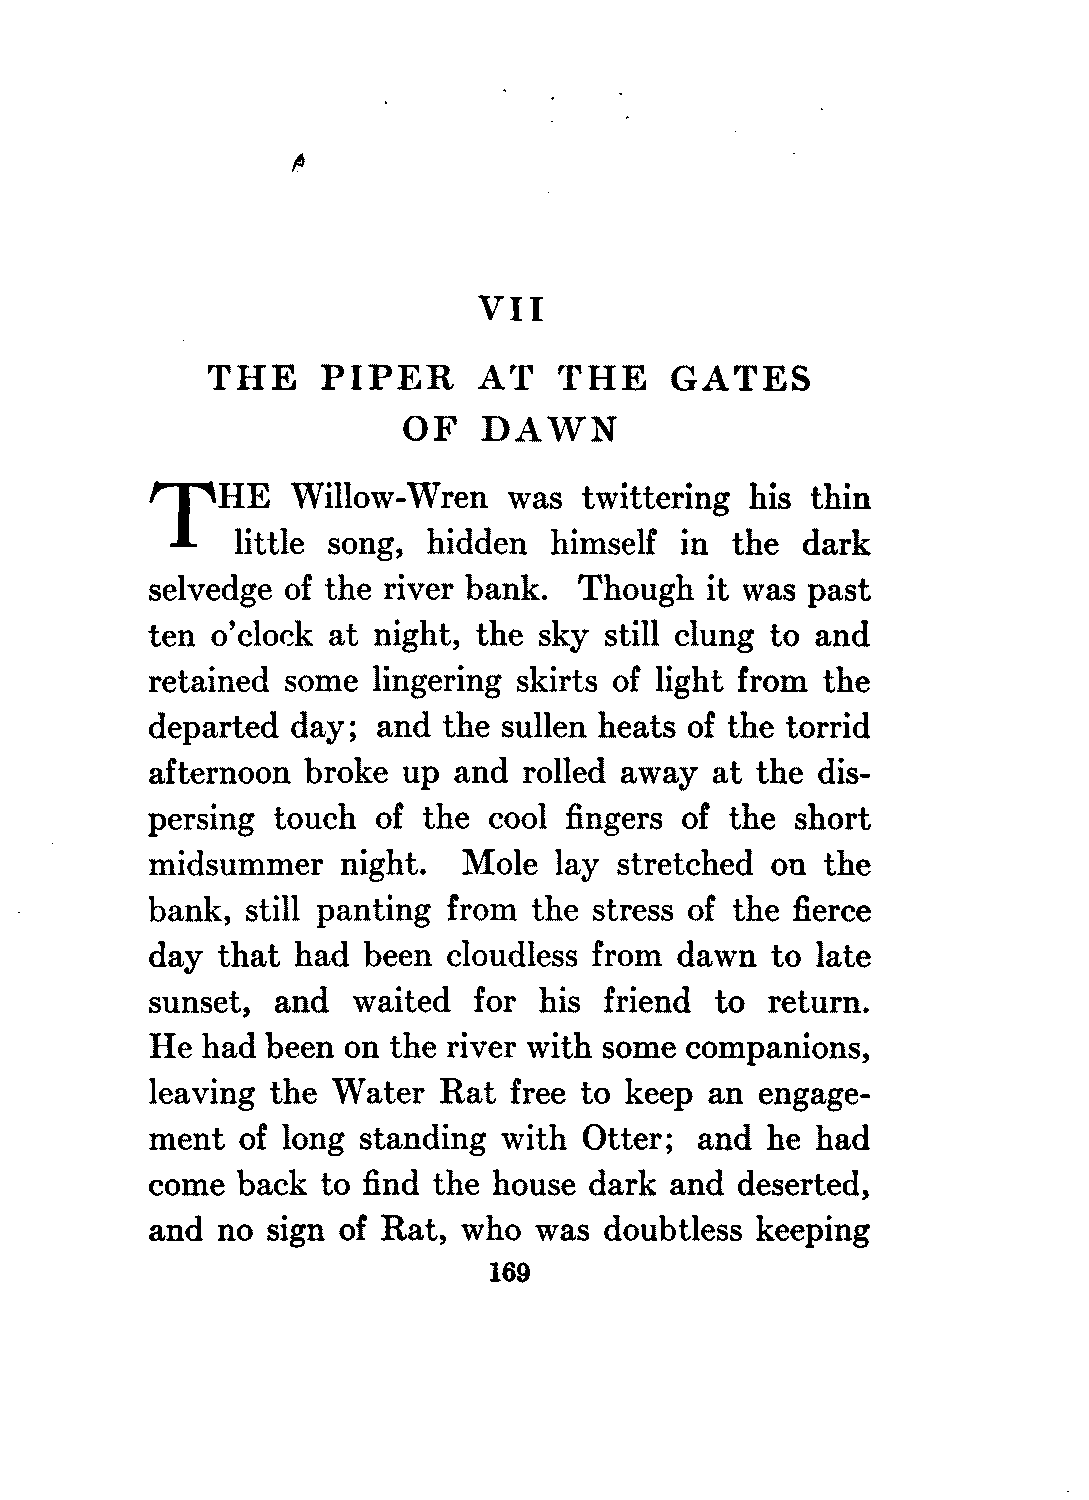 VII
THE PIPER AT THE GATES
OF DAWN
THE Willow-Wren was twittering his thin
little song, hidden himself in the dark
selvedge of the river bank. Though it was past
ten o'clock at night, the sky still clung to and
retained some lingering skirts of light from the
departed day; and the sullen heats of the torrid
afternoon broke up and rolled away at the dis-
persing touch of the cool fingers of the short
midsummer night. Mole lay stretched on the
bank, still panting from the stress of the fierce
day that had been cloudless from dawn to late
sunset, and waited for his friend to return.
He had been on the river with some companions,
leaving the Water Rat free to keep an engage-
ment of long standing with Otter; and he had
come back to find the house dark and deserted,
and no sign of Rat, who was doubtless keeping
169